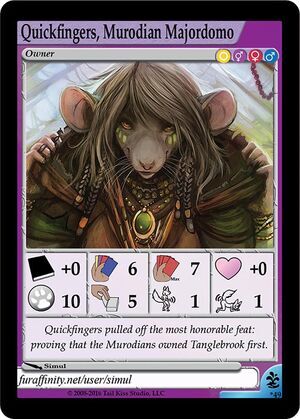 Quickfingers, Murodian Majordomo
Owner
+0 6 7 +0
Max
10 5 1 1
Quickfingers pulled off the most honorable feat:
proving that the Murodians owned Tanglebrook first.
Simul
furaffinity.net/user/simul
© 2008-2016 Tail Kiss Studio, LLC